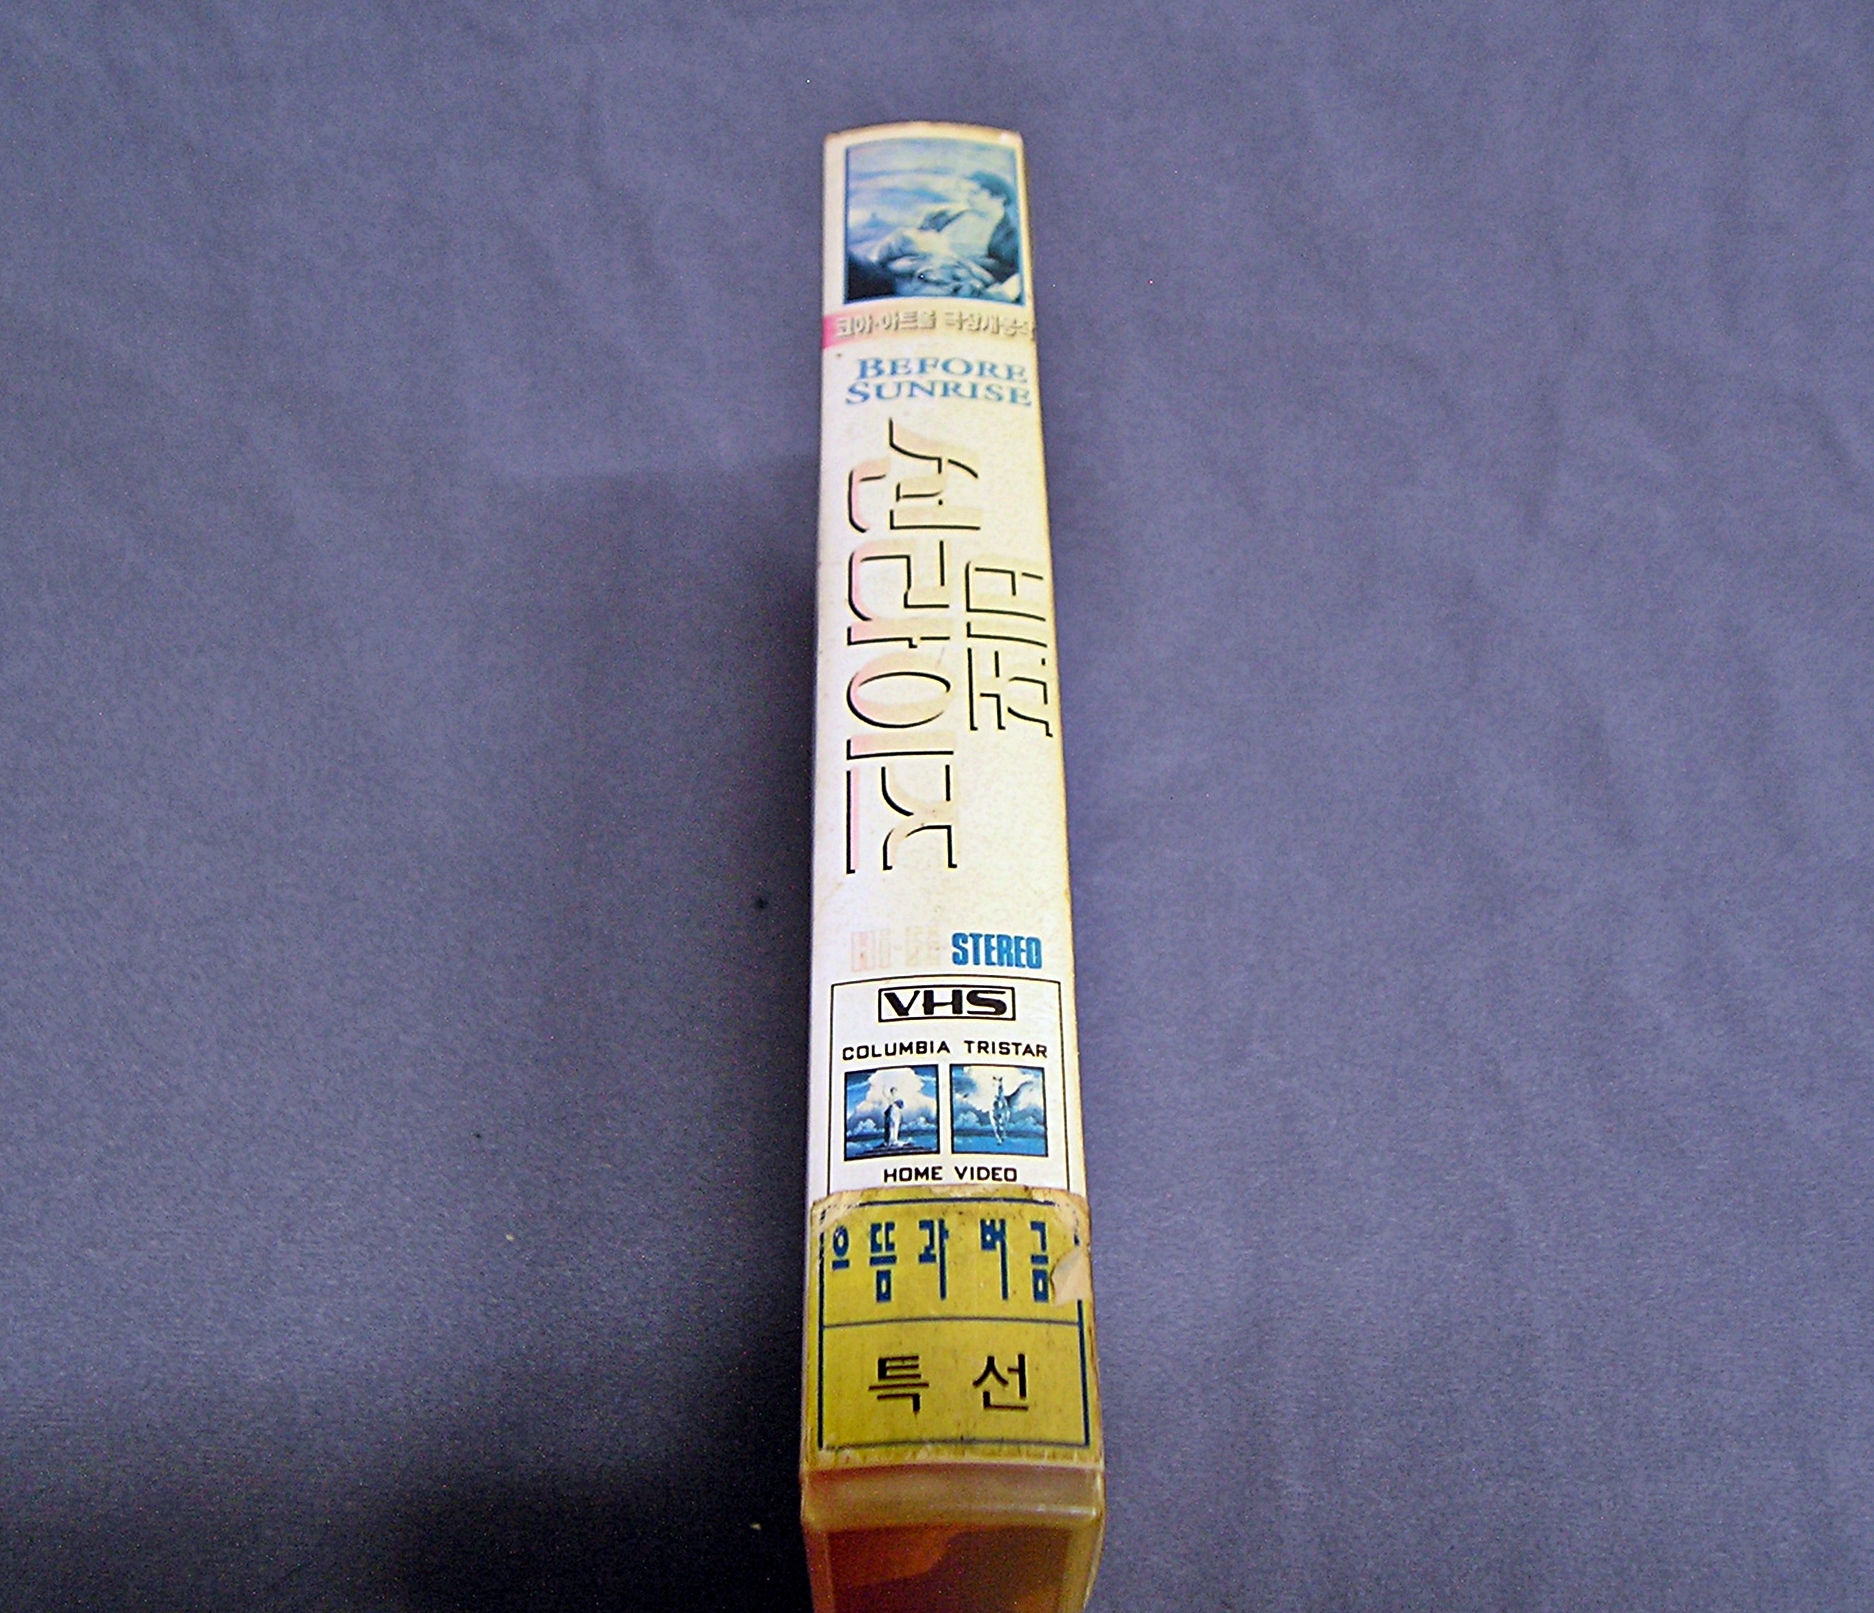 코아·아트홀 극장개봉작
BEFORE
SUNRISE
비포
선라이즈
Hi-Fi STEREO
VHS
COLUMBIA TRISTAR
HOME VIDEO
으뜸과 버금
특선